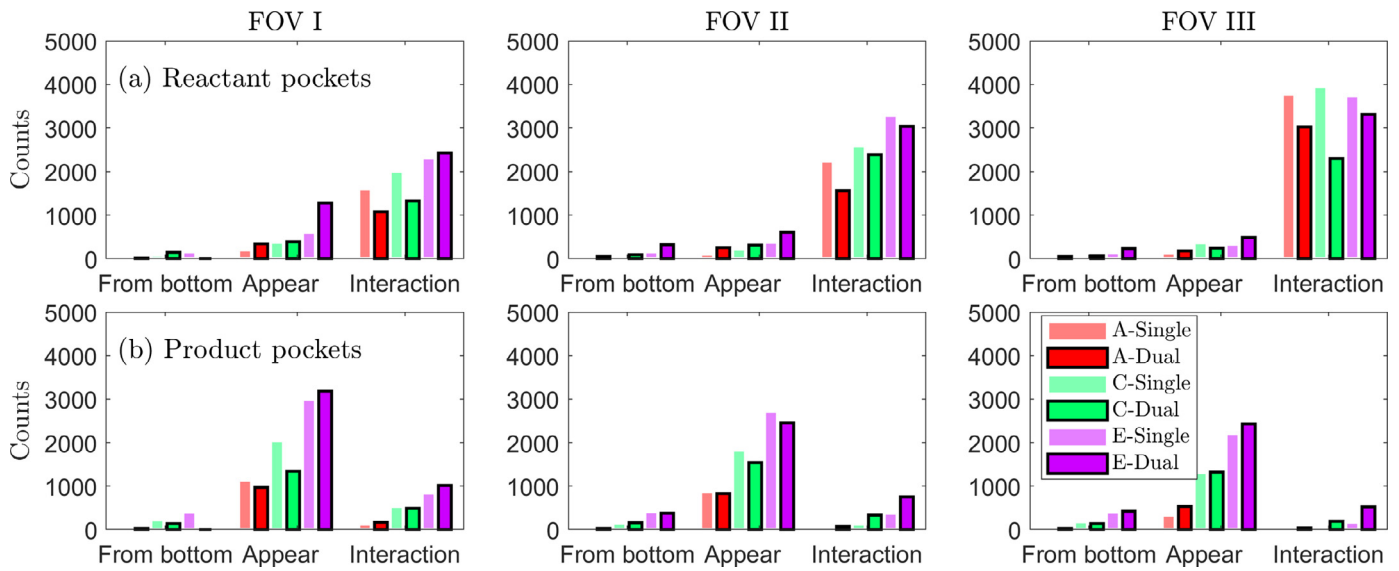 FOV I
FOV II
FOV III
5000
4000
3000
2000
1000
0
Counts
(a) Reactant pockets
From bottom Appear Interaction
5000
4000
3000
2000
1000
0
From bottom Appear Interaction
5000
4000
3000
2000
1000
0
From bottom Appear Interaction
5000
4000
3000
2000
1000
0
Counts
(b) Product pockets
From bottom Appear Interaction
5000
4000
3000
2000
1000
0
From bottom Appear Interaction
5000
4000
3000
2000
1000
0
A-Single
A-Dual
C-Single
C-Dual
E-Single
E-Dual
From bottom Appear Interaction